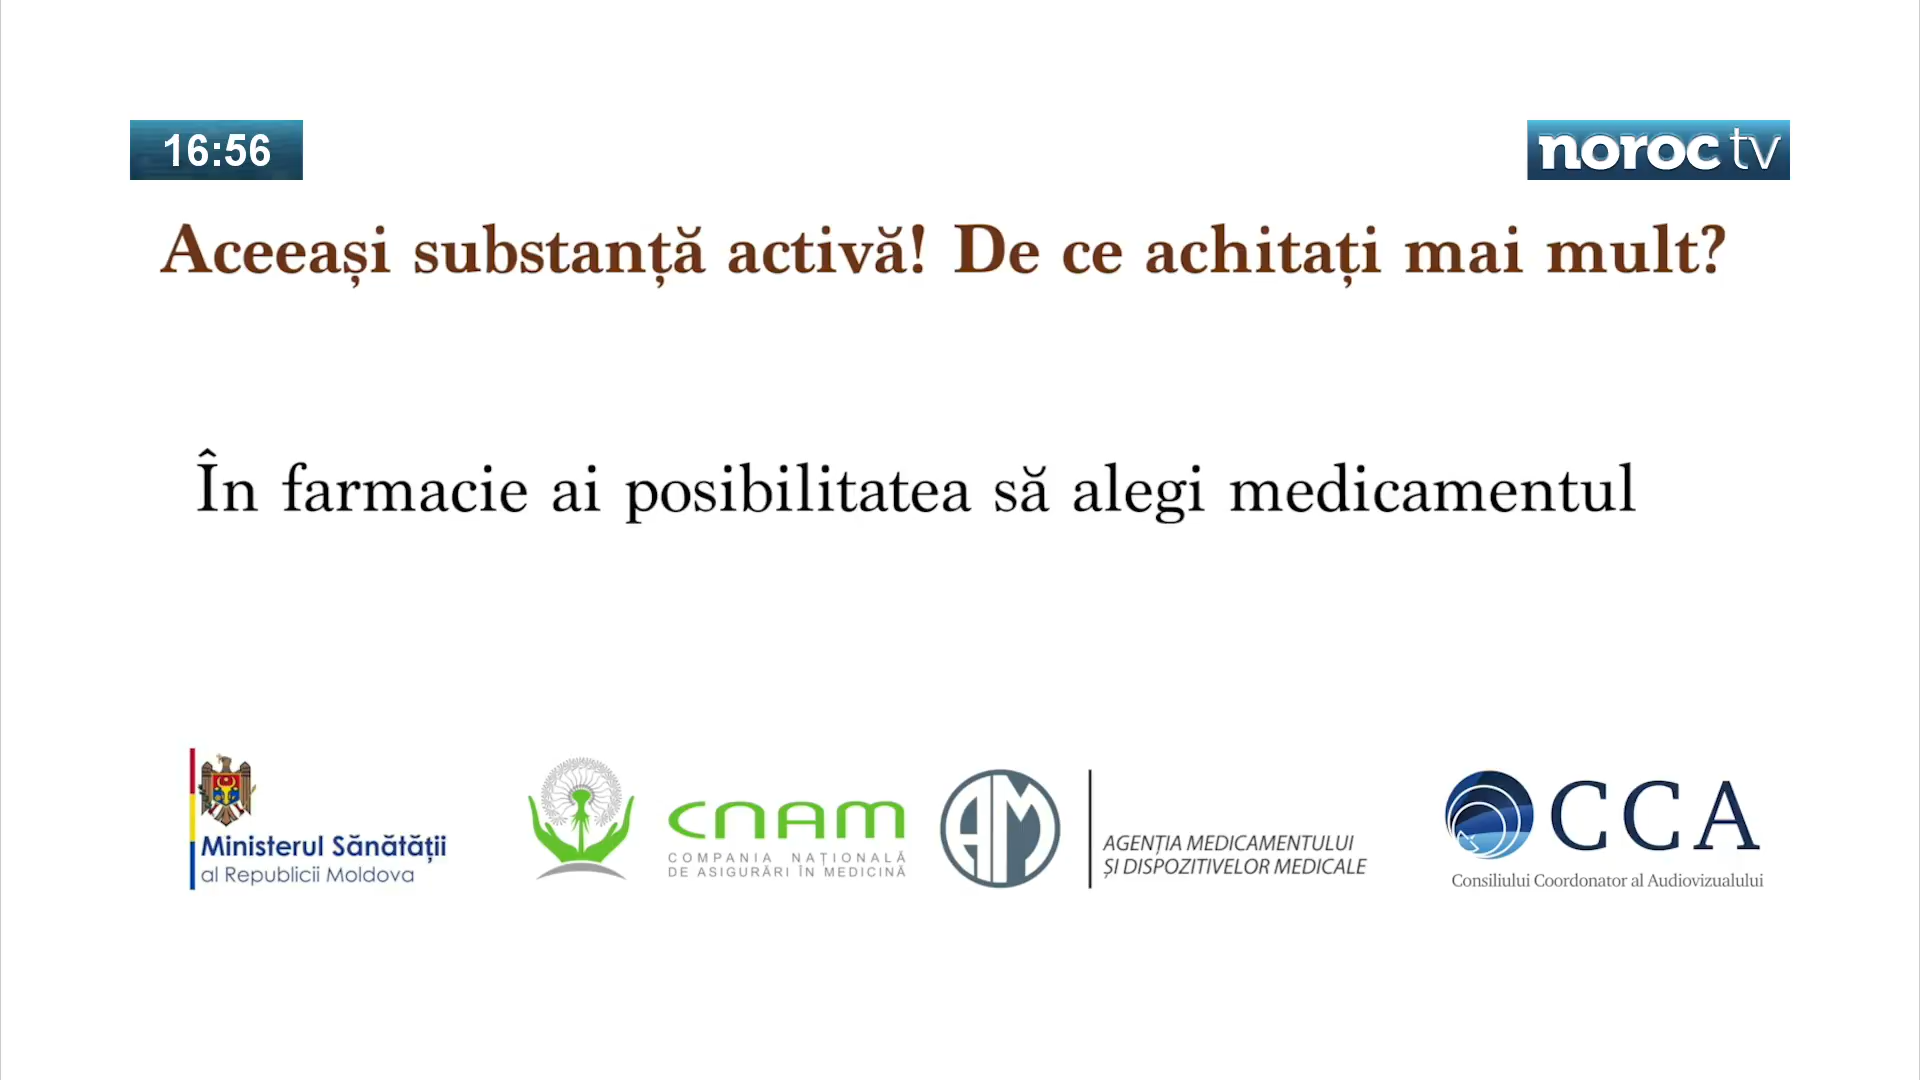 16:56
noroc tv
Aceeași substanță activă! De ce achitați mai mult?
În farmacie ai posibilitatea să alegi medicamentul
Ministerul Sănătății
al Republicii Moldova
CNAM
COMPANIA NAȚIONALĂ
DE ASIGURĂRI ÎN MEDICINĂ
AM
AGENȚIA MEDICAMENTULUI
ȘI DISPOZITIVELOR MEDICALE
CCA
Consiliului Coordonator al Audiovizualului